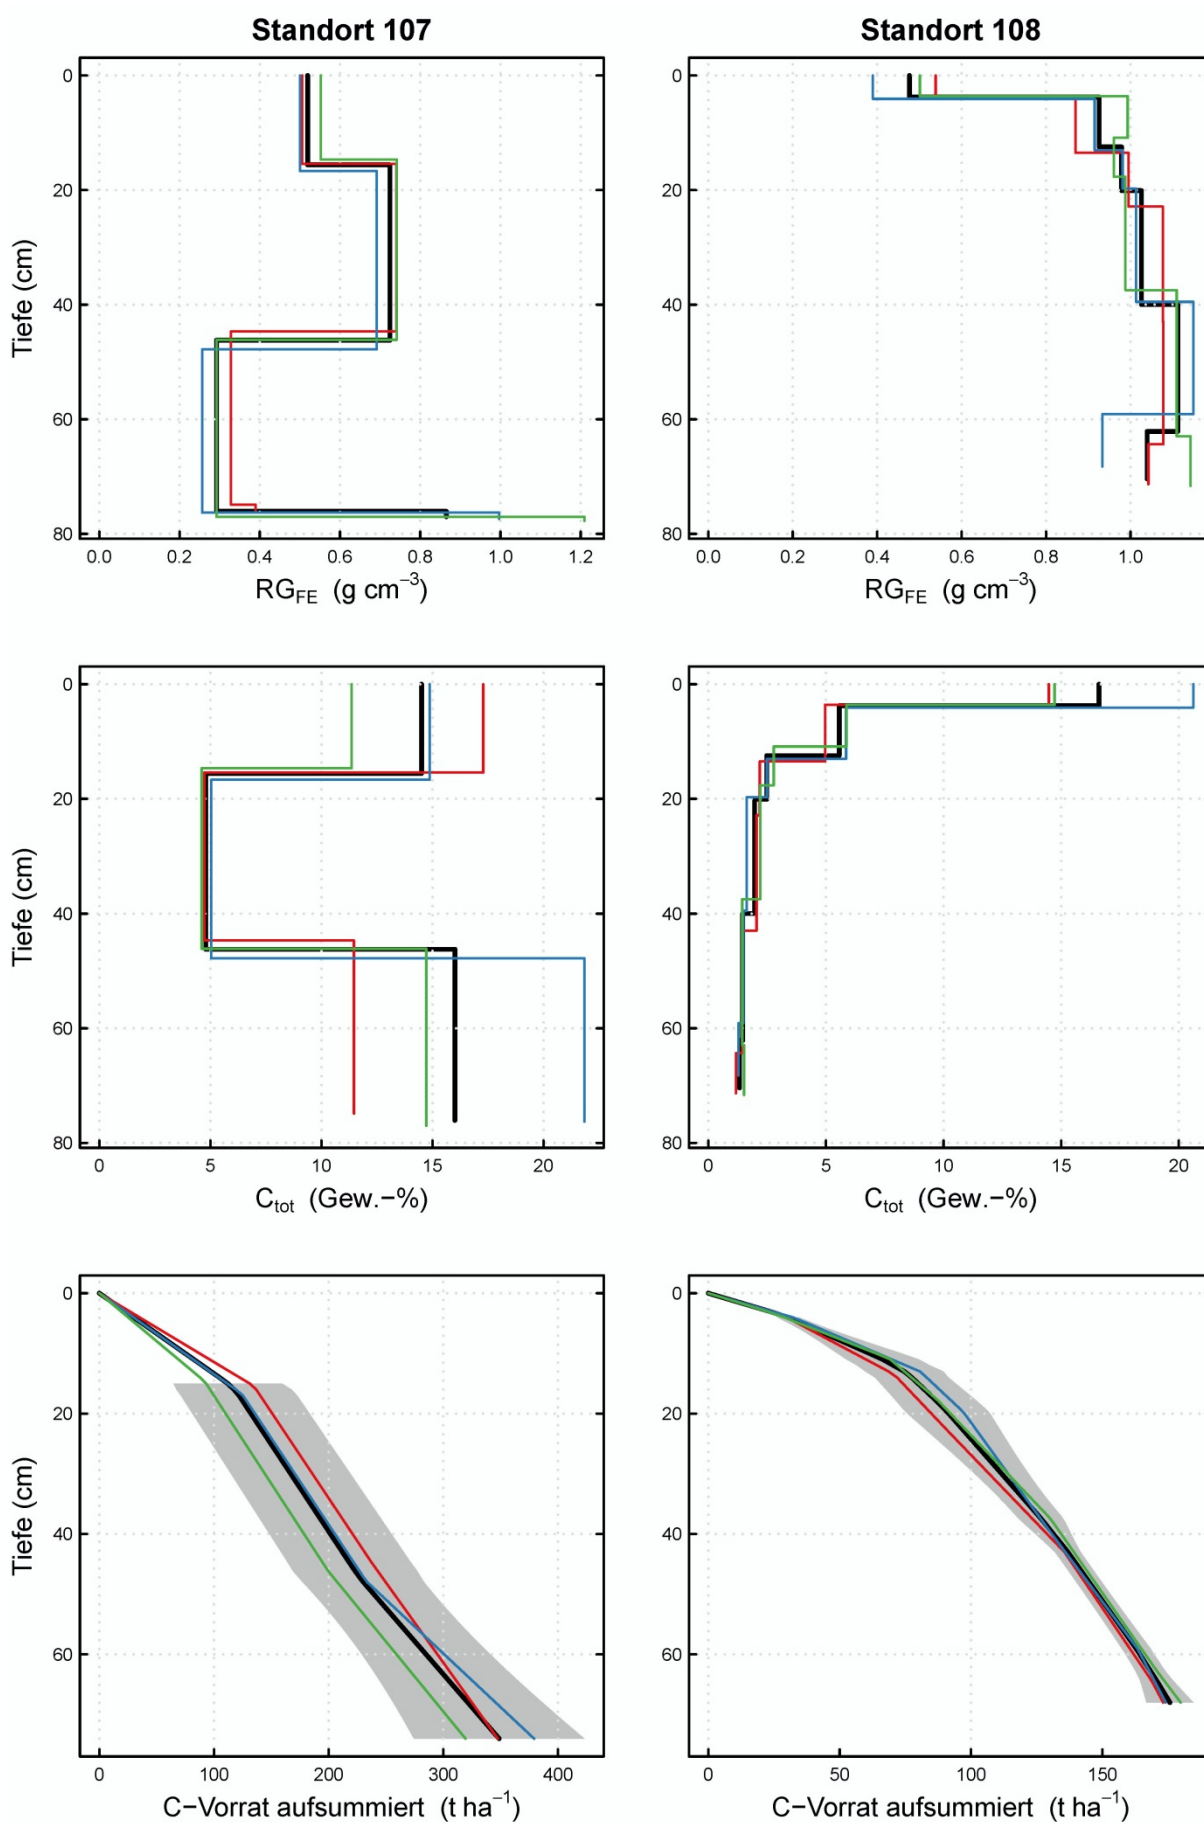 Standort 107 Standort 108
Tiefe (cm)
0
20
40
60
80
0.0 0.2 0.4 0.6 0.8 1.0 1.2
RG_FE (g cm⁻³)
0
20
40
60
80
0.0 0.2 0.4 0.6 0.8 1.0
RG_FE (g cm⁻³)
Tiefe (cm)
0
20
40
60
80
0 5 10 15 20
C_tot (Gew.−%)
0
20
40
60
80
0 5 10 15 20
C_tot (Gew.−%)
Tiefe (cm)
0
20
40
60
0 100 200 300 400
C−Vorrat aufsummiert (t ha⁻¹)
0
20
40
60
0 50 100 150
C−Vorrat aufsummiert (t ha⁻¹)